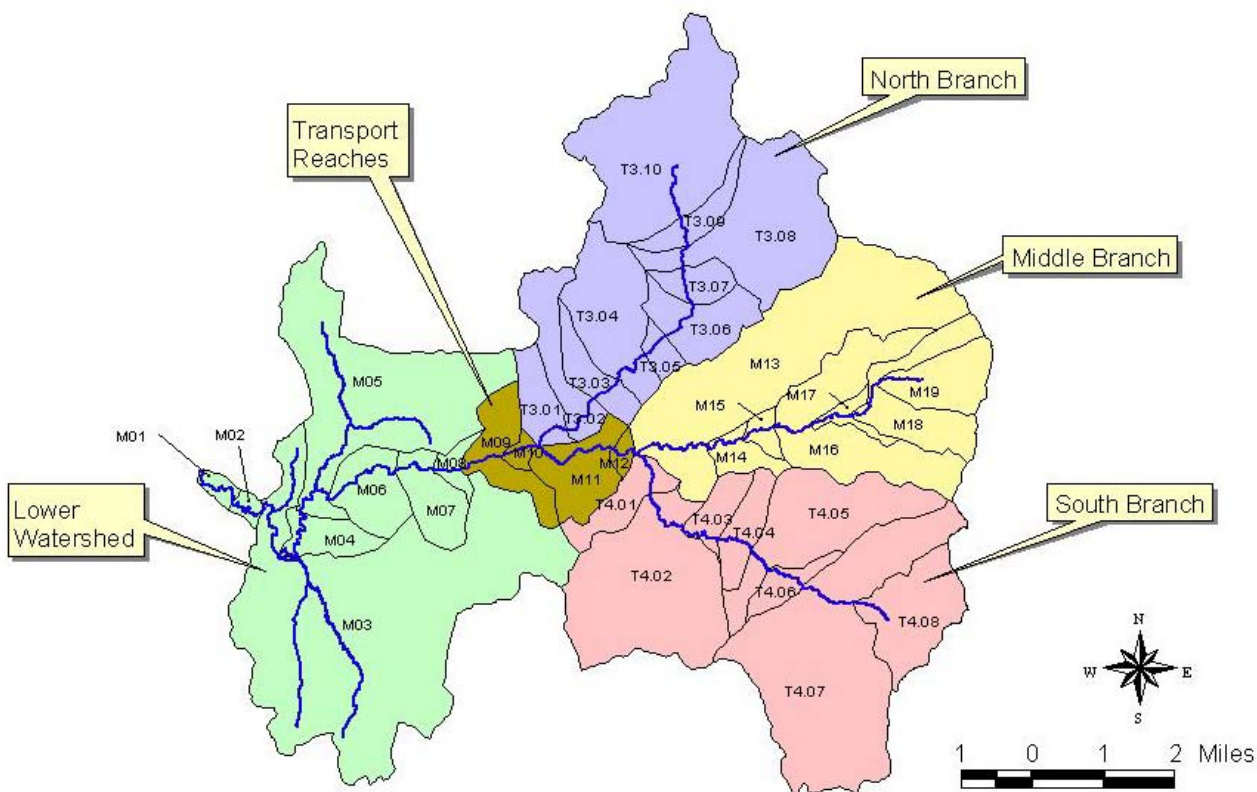 North Branch
Transport
Reaches
T3.10
T3.09
T3.08
Middle Branch
T3.07
T3.04
T3.06
M13
T3.05
M05
T3.03
M17
M19
T3.01
M15
T3.02
M18
M01
M02
M09
M10
M16
M08
M12
M14
M11
M06
South Branch
M07
T4.01
T4.03
T4.05
Lower
Watershed
M04
T4.04
T4.02
T4.06
M03
T4.08
N
W E
S
T4.07
1 0 1 2 Miles